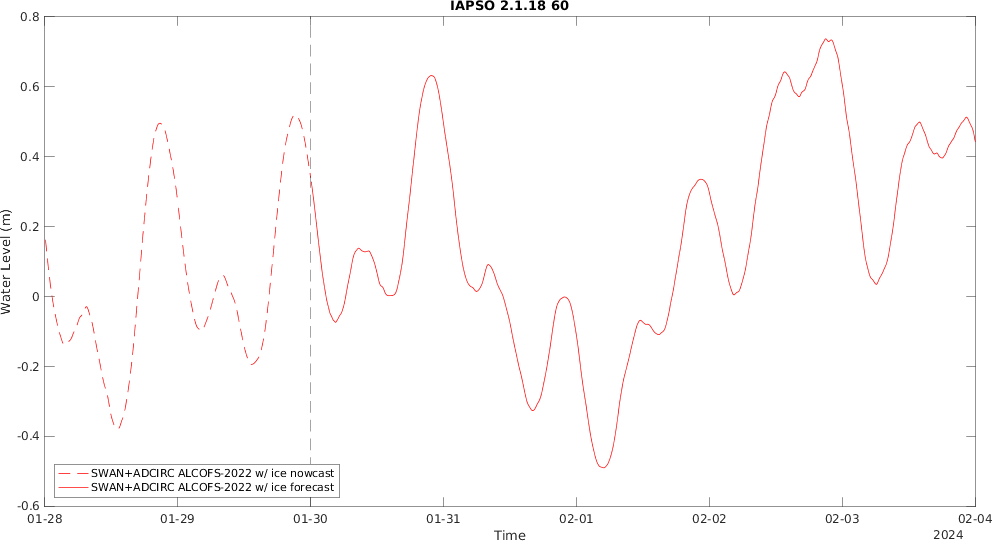 IAPSO 2.1.18 60
0.8
0.6
0.4
0.2
0
-0.2
-0.4
-0.6
Water Level (m)
SWAN+ADCIRC ALCOFS-2022 w/ ice nowcast
SWAN+ADCIRC ALCOFS-2022 w/ ice forecast
01-28 01-29 01-30 01-31 02-01 02-02 02-03 02-04
Time
2024